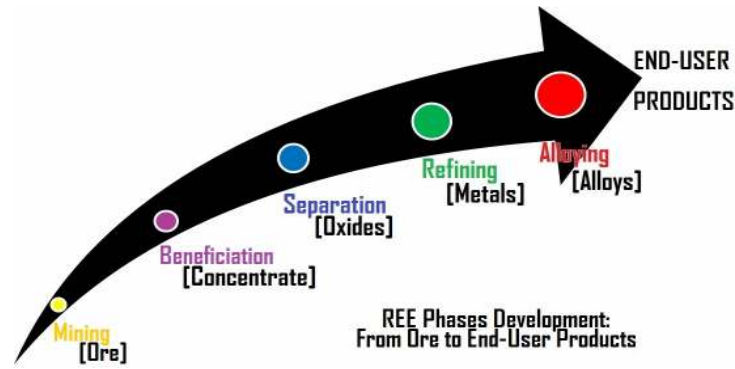 END-USER
PRODUCTS
Alloying
[Alloys]
Refining
[Metals]
Separation
[Oxides]
Beneficiation
[Concentrate]
Mining
[Ore]
REE Phases Development:
From Ore to End-User Products